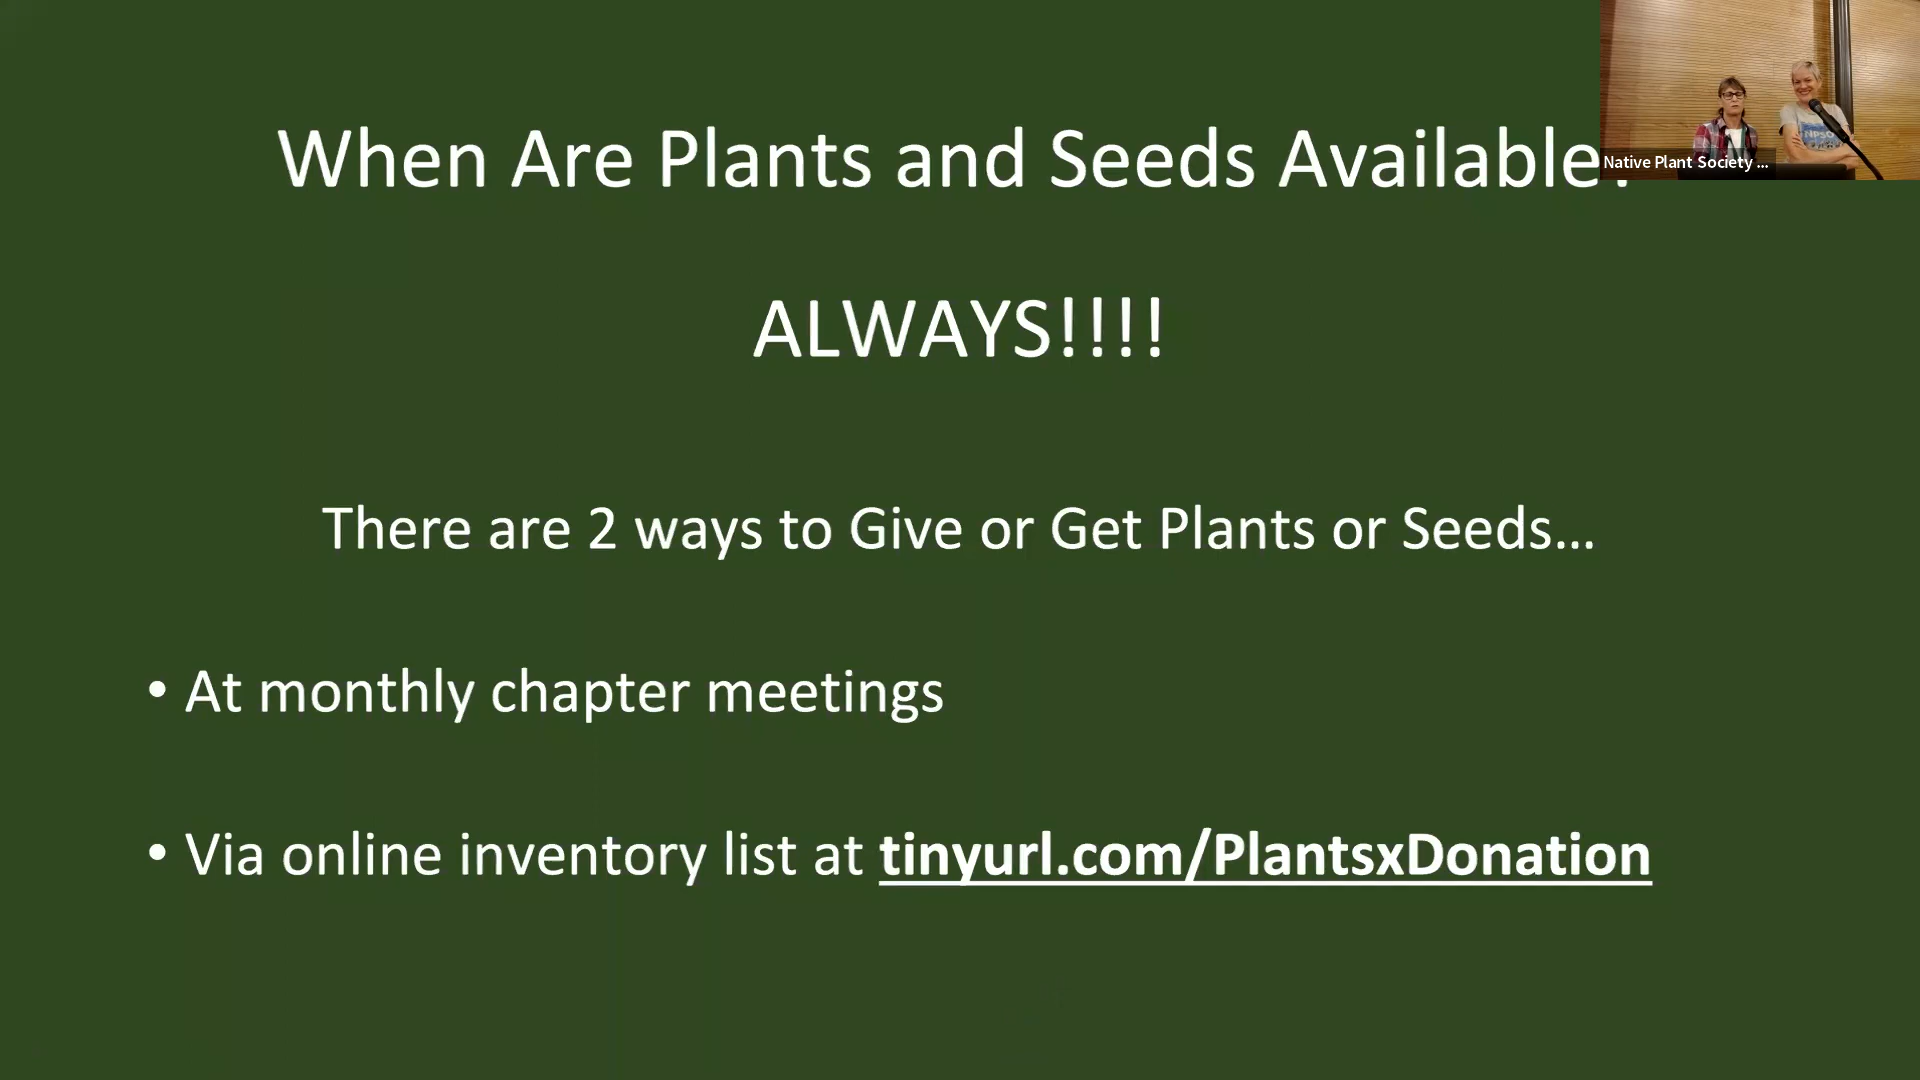 When Are Plants and Seeds Available?
ALWAYS!!!!
There are 2 ways to Give or Get Plants or Seeds...
• At monthly chapter meetings
• Via online inventory list at tinyurl.com/PlantsxDonation
Native Plant Society ...